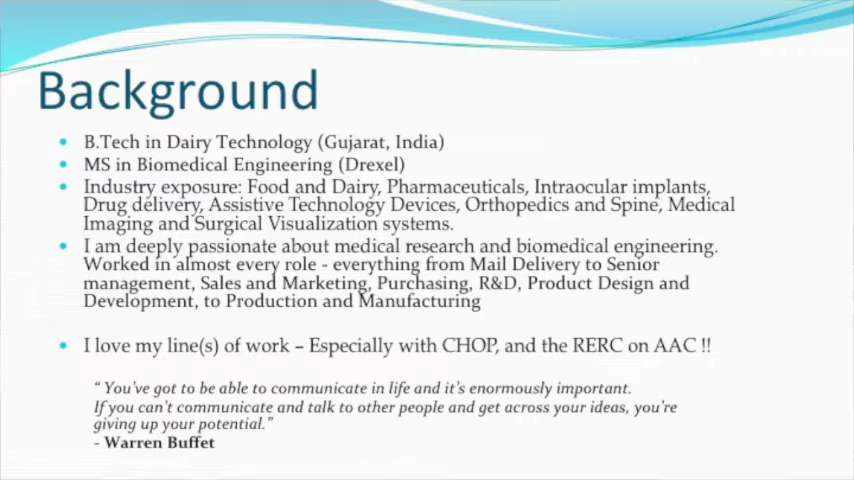 Background
• B.Tech in Dairy Technology (Gujarat, India)
• MS in Biomedical Engineering (Drexel)
• Industry exposure: Food and Dairy, Pharmaceuticals, Intraocular implants,
Drug delivery, Assistive Technology Devices, Orthopedics and Spine, Medical
Imaging and Surgical Visualization systems.
• I am deeply passionate about medical research and biomedical engineering.
Worked in almost every role - everything from Mail Delivery to Senior
management, Sales and Marketing, Purchasing, R&D, Product Design and
Development, to Production and Manufacturing
• I love my line(s) of work – Especially with CHOP, and the RERC on AAC !!
“ You’ve got to be able to communicate in life and it’s enormously important.
If you can’t communicate and talk to other people and get across your ideas, you’re
giving up your potential.”
- Warren Buffet